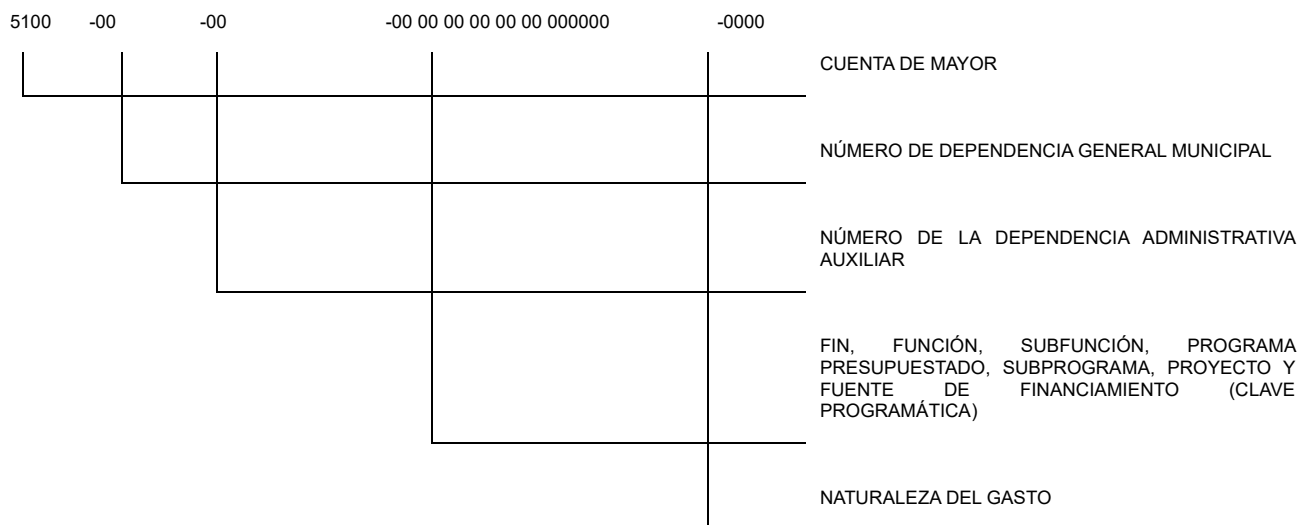 5100 -00 -00 -00 00 00 00 00 00 000000 -0000
CUENTA DE MAYOR
NÚMERO DE DEPENDENCIA GENERAL MUNICIPAL
NÚMERO DE LA DEPENDENCIA ADMINISTRATIVA
AUXILIAR
FIN, FUNCIÓN, SUBFUNCIÓN, PROGRAMA
PRESUPUESTADO, SUBPROGRAMA, PROYECTO Y
FUENTE DE FINANCIAMIENTO (CLAVE
PROGRAMÁTICA)
NATURALEZA DEL GASTO